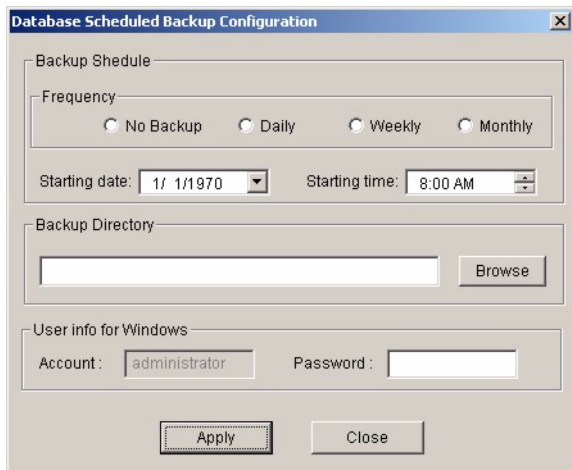 Database Scheduled Backup Configuration
Backup Shedule
Frequency
No Backup Daily Weekly Monthly
Starting date: 1/ 1/1970 Starting time: 8:00 AM
Backup Directory
Browse
User info for Windows
Account : administrator Password :
Apply Close